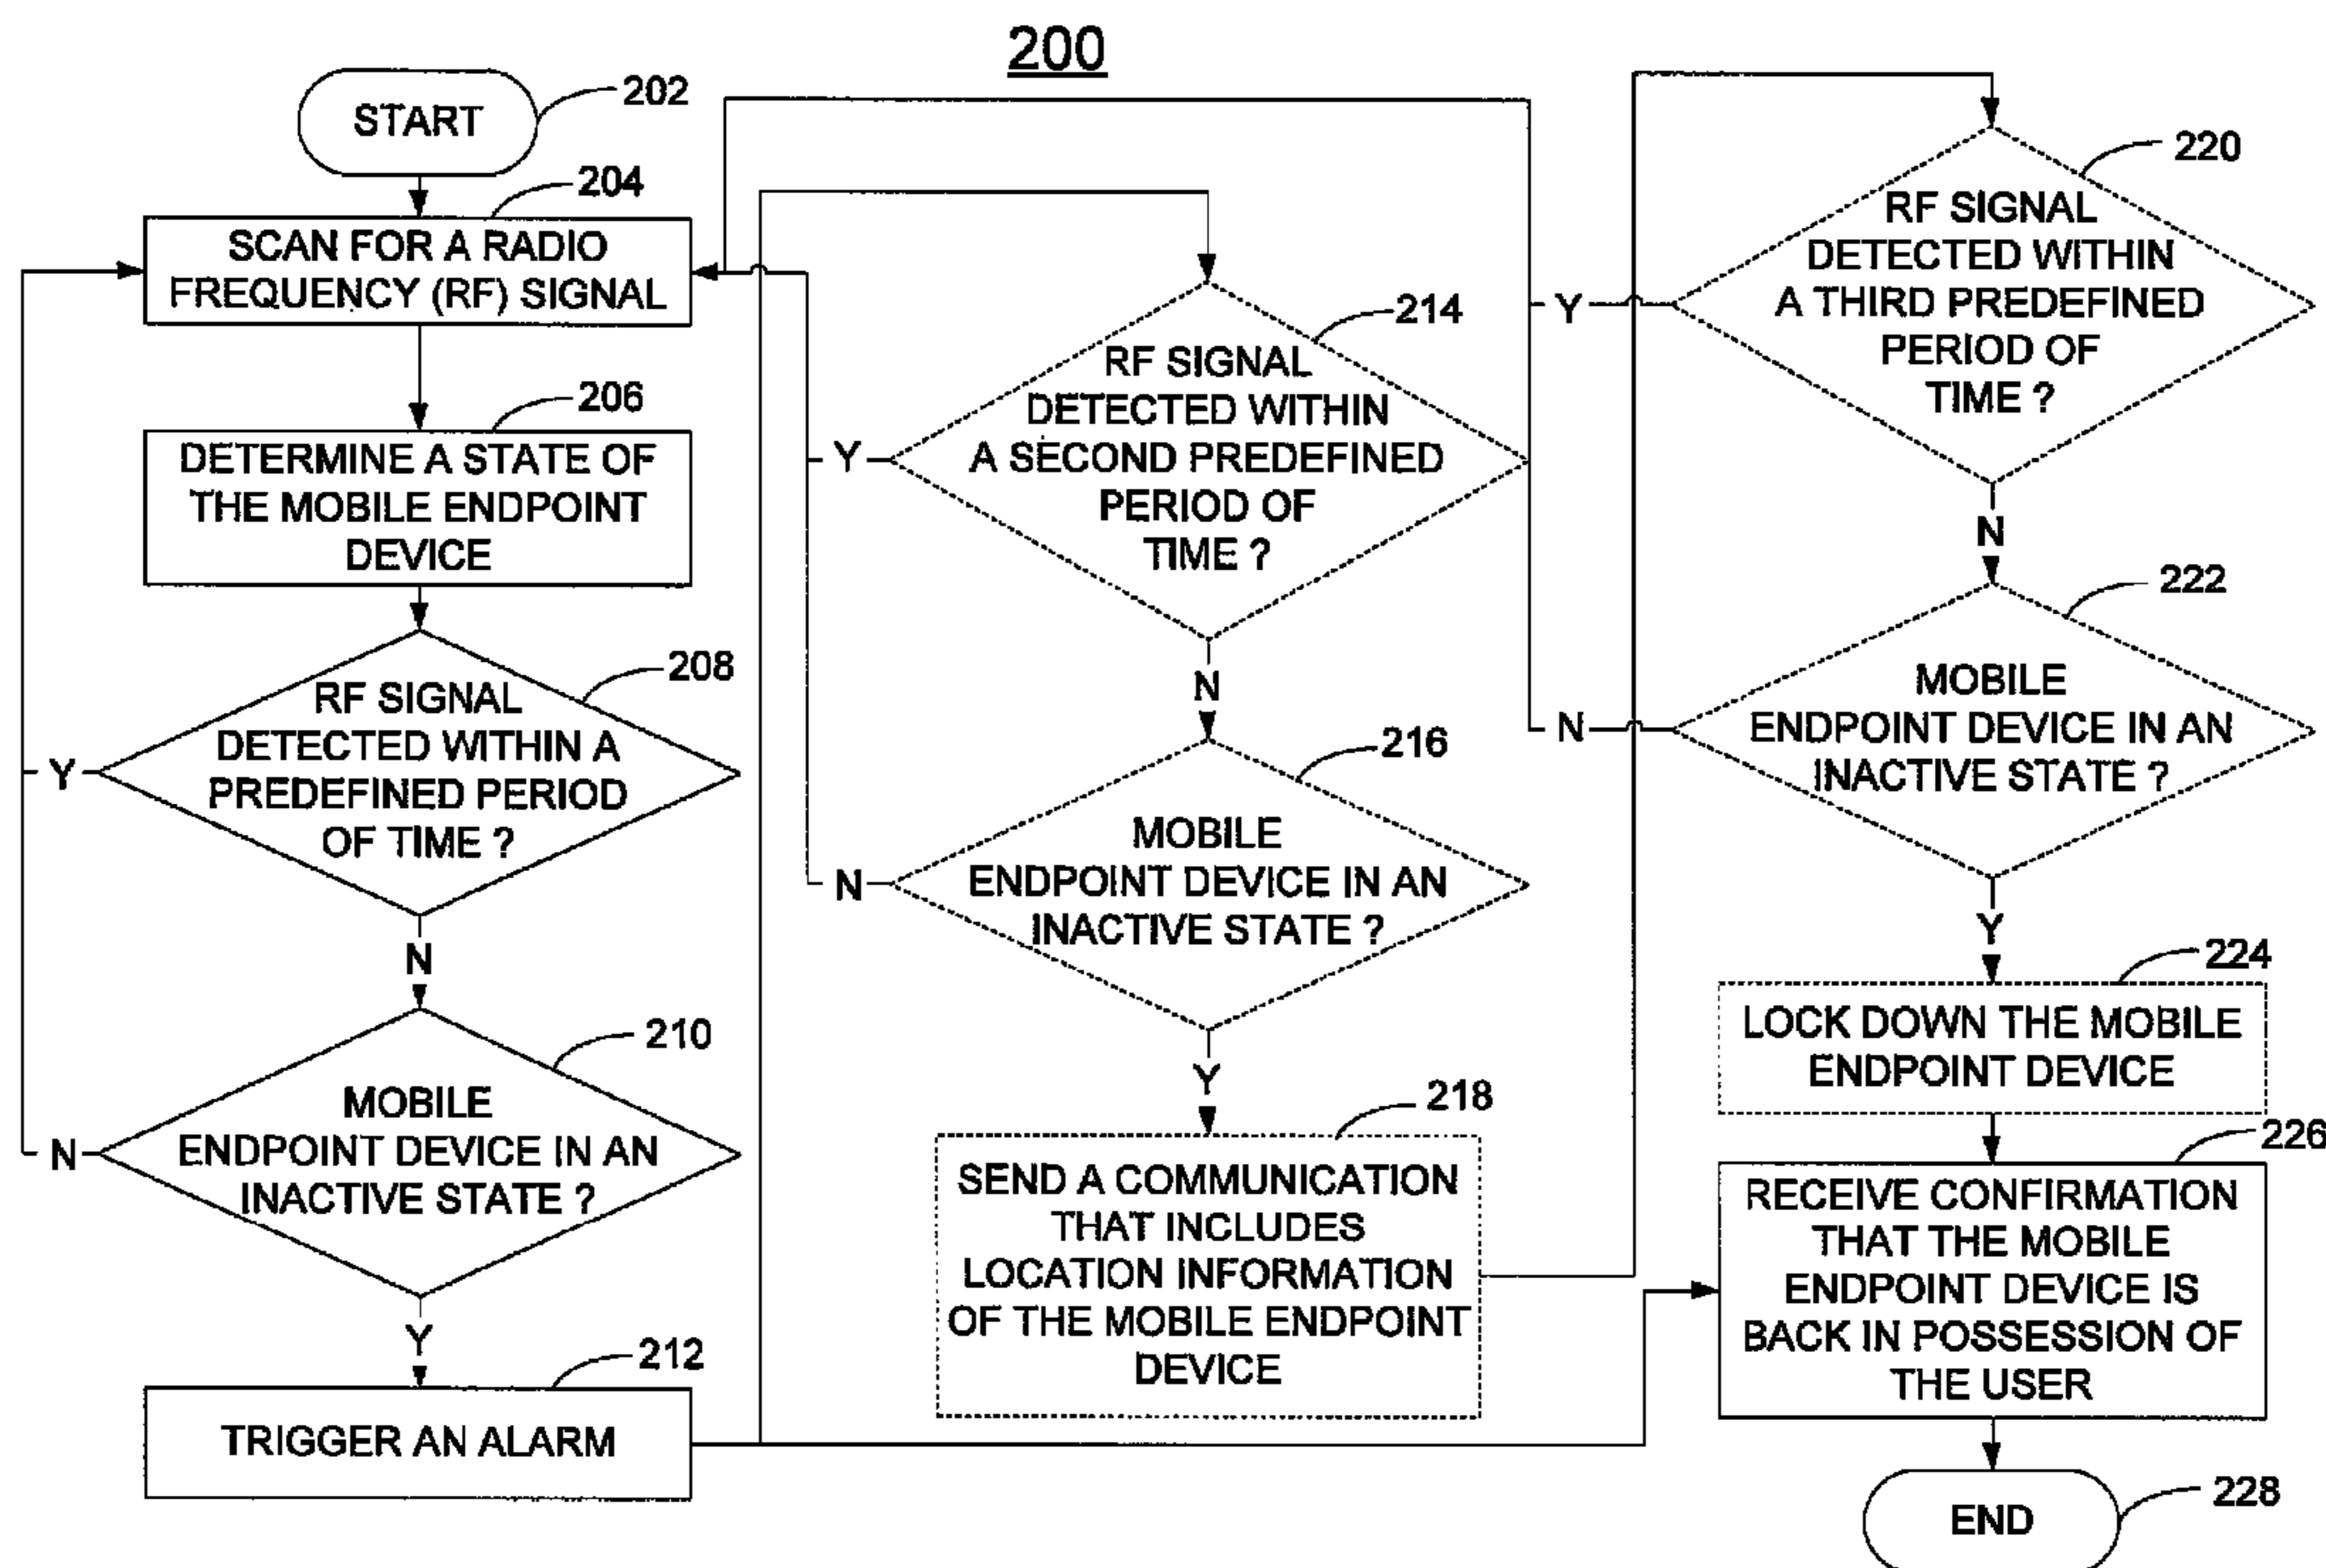 200
START
202
204
SCAN FOR A RADIO
FREQUENCY (RF) SIGNAL
206
DETERMINE A STATE OF
THE MOBILE ENDPOINT
DEVICE
208
RF SIGNAL
DETECTED WITHIN A
PREDEFINED PERIOD
OF TIME ?
Y
N
210
MOBILE
ENDPOINT DEVICE IN AN
INACTIVE STATE ?
N
Y
212
TRIGGER AN ALARM
214
RF SIGNAL
DETECTED WITHIN
A SECOND PREDEFINED
PERIOD OF
TIME ?
Y
N
216
MOBILE
ENDPOINT DEVICE IN AN
INACTIVE STATE ?
N
Y
218
SEND A COMMUNICATION
THAT INCLUDES
LOCATION INFORMATION
OF THE MOBILE ENDPOINT
DEVICE
220
RF SIGNAL
DETECTED WITHIN
A THIRD PREDEFINED
PERIOD OF
TIME ?
Y
N
222
MOBILE
ENDPOINT DEVICE IN AN
INACTIVE STATE ?
N
Y
224
LOCK DOWN THE MOBILE
ENDPOINT DEVICE
226
RECEIVE CONFIRMATION
THAT THE MOBILE
ENDPOINT DEVICE IS
BACK IN POSSESSION OF
THE USER
END
228